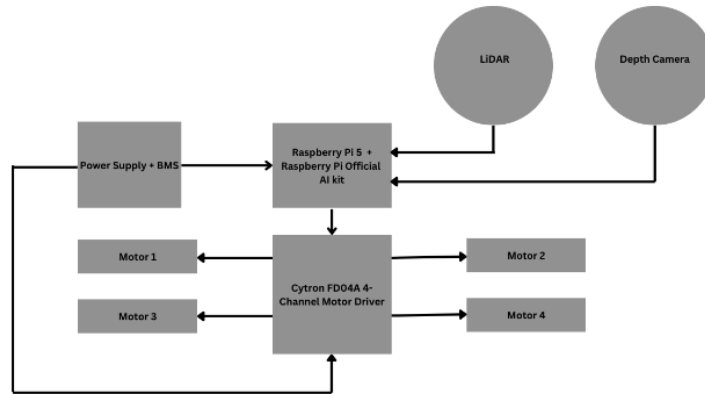 LiDAR
Depth Camera
Power Supply + BMS
Raspberry Pi 5 +
Raspberry Pi Official
AI kit
Motor 1
Cytron FD04A 4-
Channel Motor Driver
Motor 2
Motor 3
Motor 4